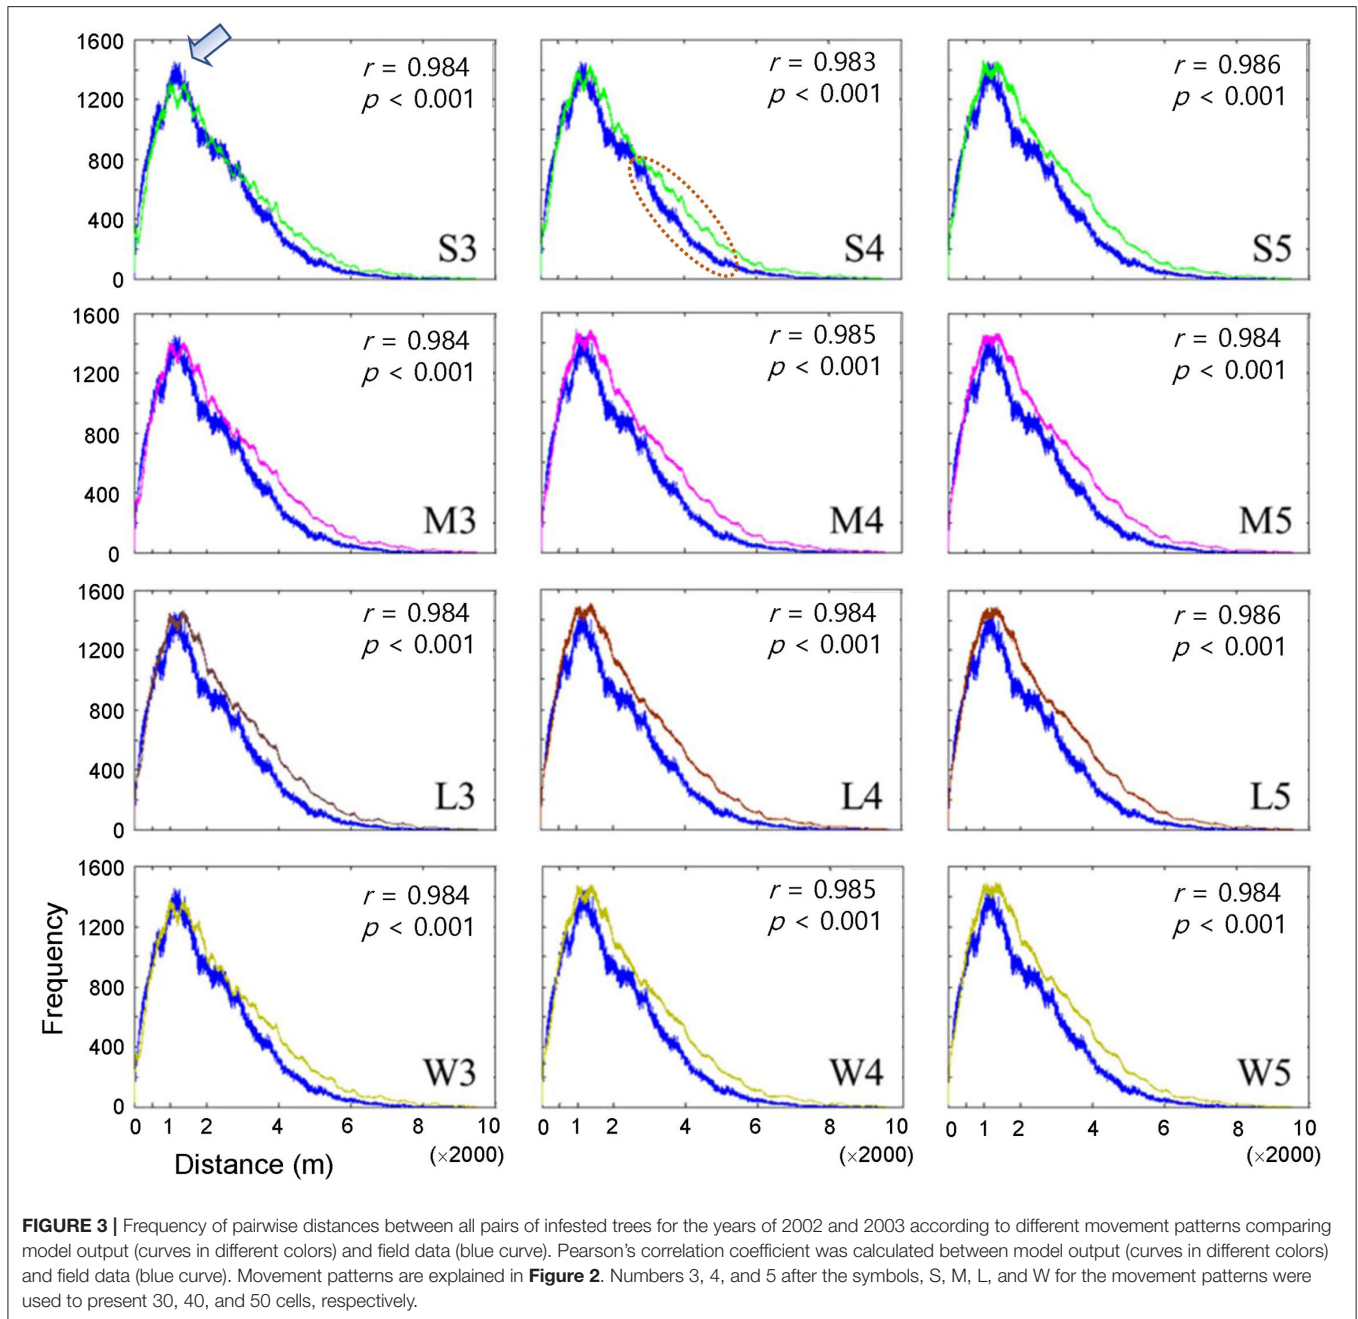 1600
1200
800
400
0
r = 0.984
p < 0.001
S3
r = 0.983
p < 0.001
S4
r = 0.986
p < 0.001
S5
1600
1200
800
400
0
r = 0.984
p < 0.001
M3
r = 0.985
p < 0.001
M4
r = 0.984
p < 0.001
M5
1600
1200
800
400
0
r = 0.984
p < 0.001
L3
r = 0.984
p < 0.001
L4
r = 0.986
p < 0.001
L5
Frequency
1600
1200
800
400
0
r = 0.984
p < 0.001
W3
r = 0.985
p < 0.001
W4
r = 0.984
p < 0.001
W5
0 1 2 4 6 8 10
0 1 2 4 6 8 10
0 1 2 4 6 8 10
Distance (m)
(×2000)
(×2000)
(×2000)
FIGURE 3 | Frequency of pairwise distances between all pairs of infested trees for the years of 2002 and 2003 according to different movement patterns comparing
model output (curves in different colors) and field data (blue curve). Pearson's correlation coefficient was calculated between model output (curves in different colors)
and field data (blue curve). Movement patterns are explained in Figure 2. Numbers 3, 4, and 5 after the symbols, S, M, L, and W for the movement patterns were
used to present 30, 40, and 50 cells, respectively.